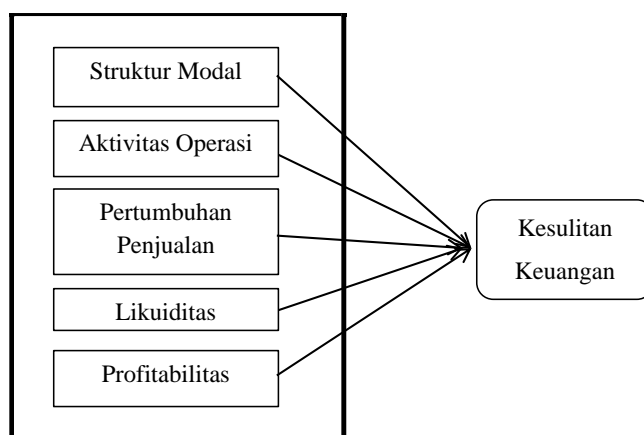 Struktur Modal
Aktivitas Operasi
Pertumbuhan
Penjualan
Likuiditas
Profitabilitas
Kesulitan
Keuangan